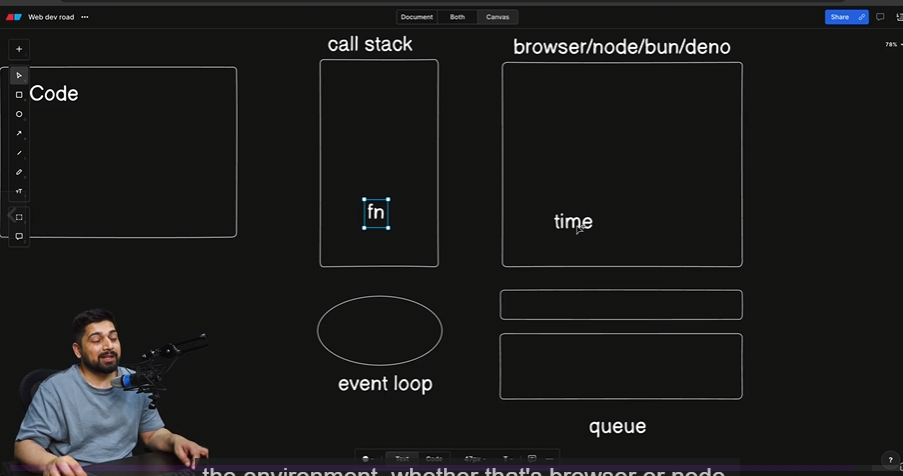 Web dev road
Document
Both
Canvas
Share
78%
call stack
browser/node/bun/deno
Code
fn
time
event loop
queue
Text
Code
the environment, whether that's browser or node